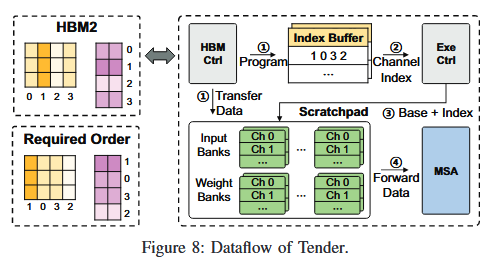 HBM2
0 1 2 3
0
1
2
3
Required Order
1 0 3 2
1
0
3
2
HBM
Ctrl
① Program
Index Buffer
1 0 3 2
...
② Channel
Index
Exe
Ctrl
① Transfer
Data
Scratchpad
③ Base + Index
Input
Banks
Ch 0
Ch 1
...
...
Ch 0
Ch 1
...
Weight
Banks
Ch 0
Ch 1
...
...
Ch 0
Ch 1
...
④
Forward
Data
MSA
Figure 8: Dataflow of Tender.